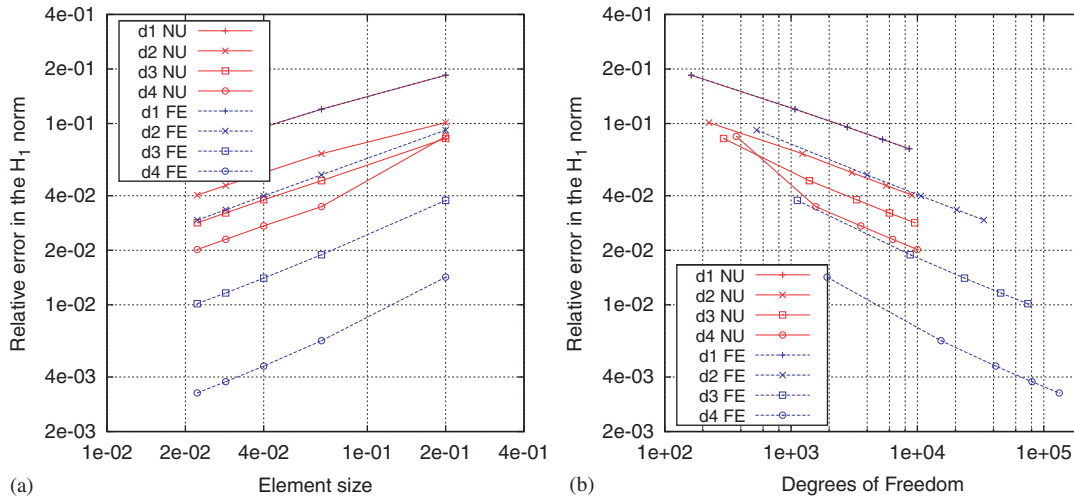 4e-01
2e-01
1e-01
4e-02
2e-02
1e-02
4e-03
2e-03
Relative error in the H1 norm
d1 NU
d2 NU
d3 NU
d4 NU
d1 FE
d2 FE
d3 FE
d4 FE
1e-02 2e-02 4e-02 1e-01 2e-01 4e-01
(a) Element size
4e-01
2e-01
1e-01
4e-02
2e-02
1e-02
4e-03
2e-03
Relative error in the H1 norm
d1 NU
d2 NU
d3 NU
d4 NU
d1 FE
d2 FE
d3 FE
d4 FE
1e+02 1e+03 1e+04 1e+05
(b) Degrees of Freedom